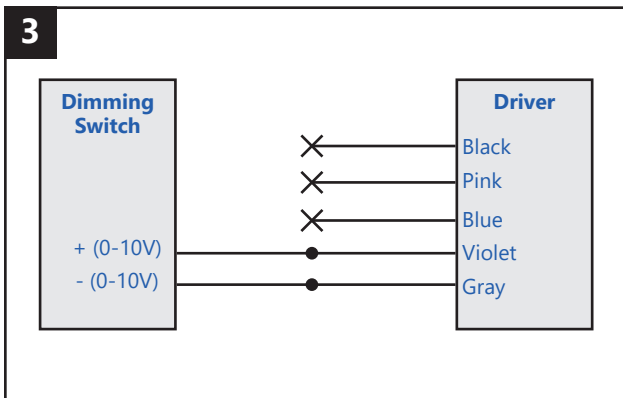 3
Dimming
Switch
+ (0-10V)
- (0-10V)
Driver
Black
Pink
Blue
Violet
Gray